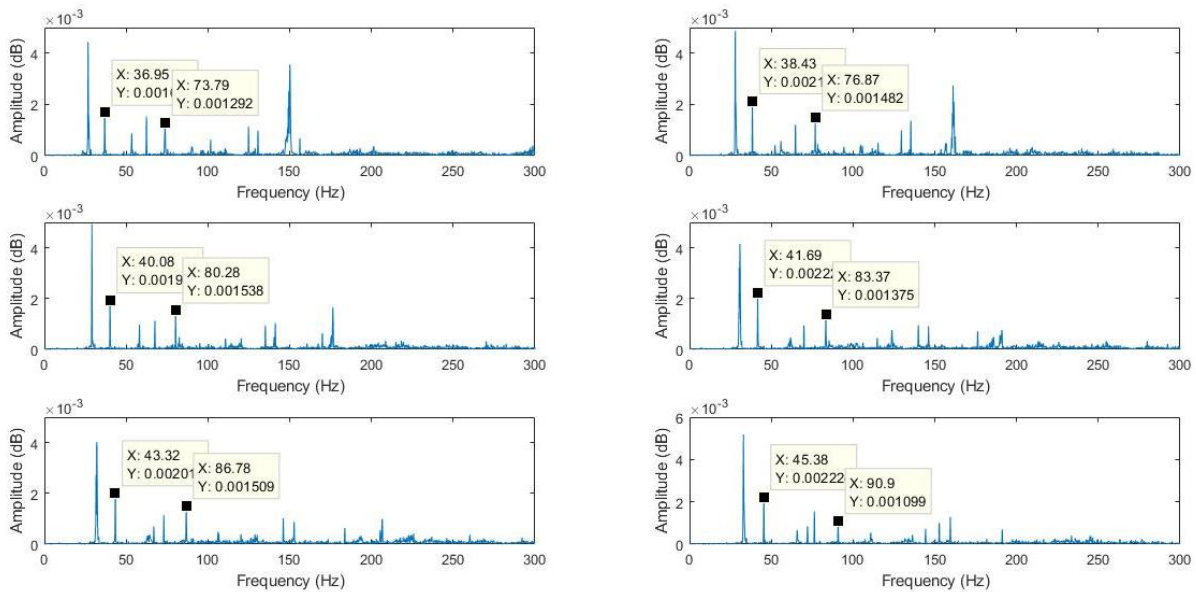 × 10⁻³
Amplitude (dB)
4
2
0
X: 36.95
Y: 0.001
X: 73.79
Y: 0.001292
0 50 100 150 200 250 300
Frequency (Hz)
× 10⁻³
Amplitude (dB)
4
2
0
X: 38.43
Y: 0.0021
X: 76.87
Y: 0.001482
0 50 100 150 200 250 300
Frequency (Hz)
× 10⁻³
Amplitude (dB)
4
2
0
X: 40.08
Y: 0.0019
X: 80.28
Y: 0.001538
0 50 100 150 200 250 300
Frequency (Hz)
× 10⁻³
Amplitude (dB)
4
2
0
X: 41.69
Y: 0.0022
X: 83.37
Y: 0.001375
0 50 100 150 200 250 300
Frequency (Hz)
× 10⁻³
Amplitude (dB)
4
2
0
X: 43.32
Y: 0.00201
X: 86.78
Y: 0.001509
0 50 100 150 200 250 300
Frequency (Hz)
× 10⁻³
Amplitude (dB)
6
4
2
0
X: 45.38
Y: 0.00222
X: 90.9
Y: 0.001099
0 50 100 150 200 250 300
Frequency (Hz)